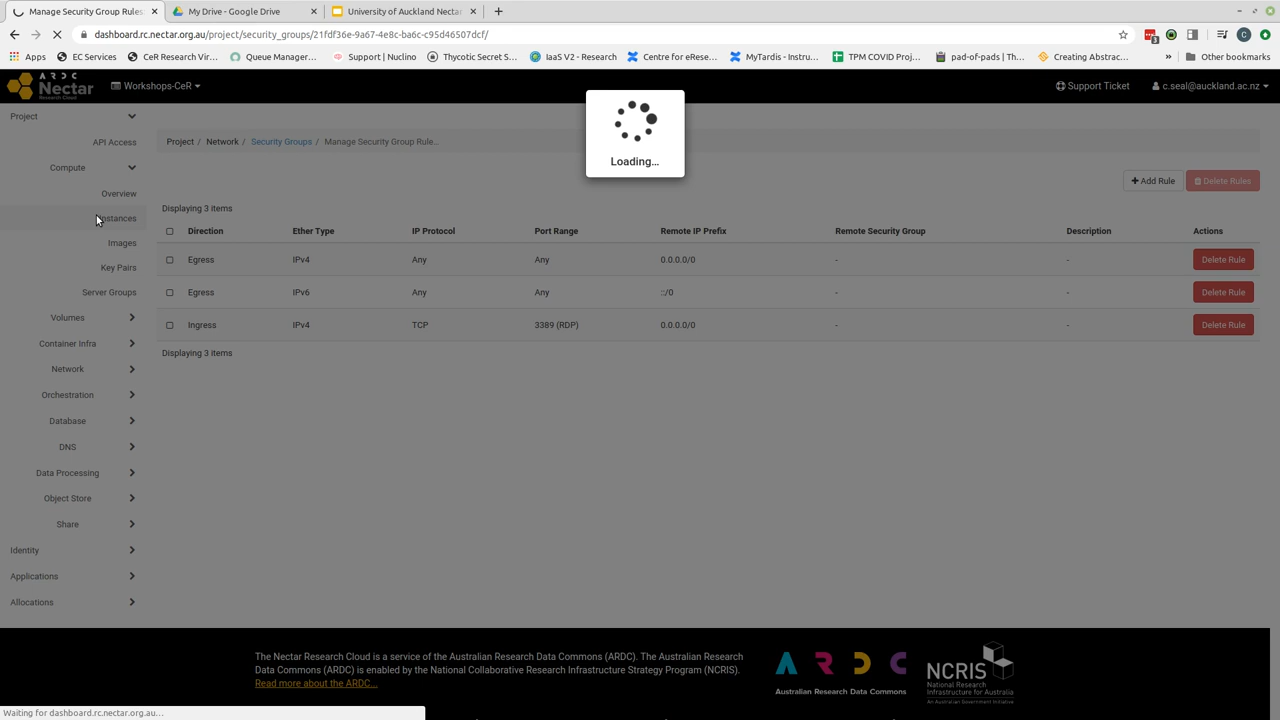 Manage Security Group Rules
My Drive - Google Drive
University of Auckland Nectar
dashboard.rc.nectar.org.au/project/security_groups/21fdf36e-9a67-4e8c-ba6c-c95d46507dcf/
3
C
Apps
EC Services
CeR Research Vir...
Queue Manager...
Support | Nuclino
Thycotic Secret S...
IaaS V2 - Research
Centre for eRese...
MyTardis - Instru...
TPM COVID Proj...
pad-of-pads | Th...
Creating Abstrac...
»
Other bookmarks
ARDC
Nectar
Research Cloud
Workshops-CeR
Support Ticket
c.seal@auckland.ac.nz
Project
API Access
Compute
Overview
Instances
Images
Key Pairs
Server Groups
Volumes
Container Infra
Network
Orchestration
Database
DNS
Data Processing
Object Store
Share
Identity
Applications
Allocations
Project / Network / Security Groups / Manage Security Group Rule...
Loading...
+ Add Rule
Delete Rules
Displaying 3 items
Direction Ether Type IP Protocol Port Range Remote IP Prefix Remote Security Group Description Actions
Egress IPv4 Any Any 0.0.0.0/0 - - Delete Rule
Egress IPv6 Any Any ::/0 - - Delete Rule
Ingress IPv4 TCP 3389 (RDP) 0.0.0.0/0 - - Delete Rule
Displaying 3 items
The Nectar Research Cloud is a service of the Australian Research Data Commons (ARDC). The Australian Research
Data Commons (ARDC) is enabled by the National Collaborative Research Infrastructure Strategy Program (NCRIS).
Read more about the ARDC...
ARDC
Australian Research Data Commons
NCRIS
National Research
Infrastructure for Australia
An Australian Government Initiative
Waiting for dashboard.rc.nectar.org.au...